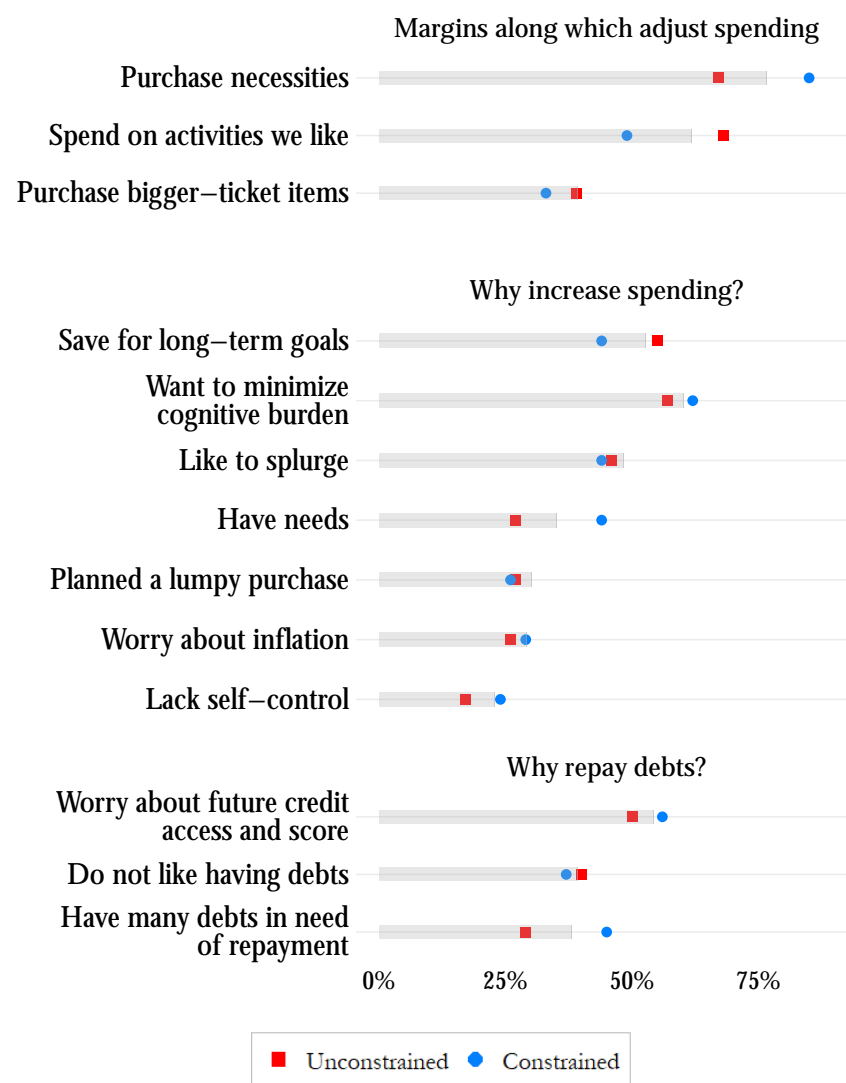 Margins along which adjust spending
Purchase necessities
Spend on activities we like
Purchase bigger–ticket items
Why increase spending?
Save for long–term goals
Want to minimize
cognitive burden
Like to splurge
Have needs
Planned a lumpy purchase
Worry about inflation
Lack self–control
Why repay debts?
Worry about future credit
access and score
Do not like having debts
Have many debts in need
of repayment
0% 25% 50% 75%
Unconstrained Constrained